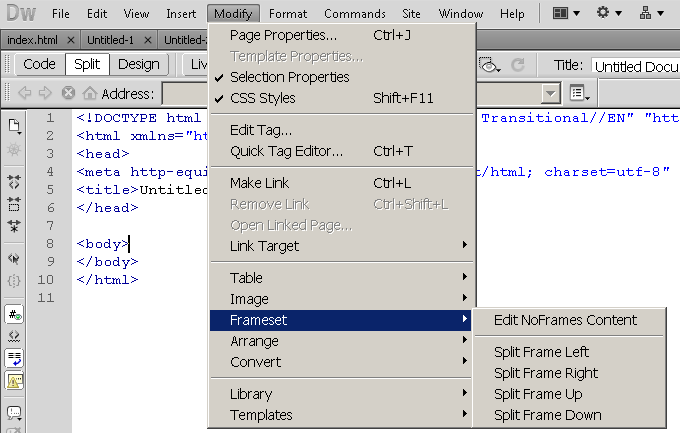 Dw File Edit View Insert Modify Format Commands Site Window Help
index.html Untitled-1 Untitled-
Code Split Design Liv Title: Untitled Docu
Address:
Page Properties... Ctrl+J
Template Properties...
✓ Selection Properties
✓ CSS Styles Shift+F11
Edit Tag...
Quick Tag Editor... Ctrl+T
Make Link Ctrl+L
Remove Link Ctrl+Shift+L
Open Linked Page...
Link Target
Table
Image
Frameset
Arrange
Convert
Library
Templates
Edit NoFrames Content
Split Frame Left
Split Frame Right
Split Frame Up
Split Frame Down
1 <!DOCTYPE html Transitional//EN" "htt
2 <html xmlns="ht
3 <head>
4 <meta http-equi t/html; charset=utf-8"
5 <title>Untitled
6 </head>
7
8 <body>
9 </body>
10 </html>
11